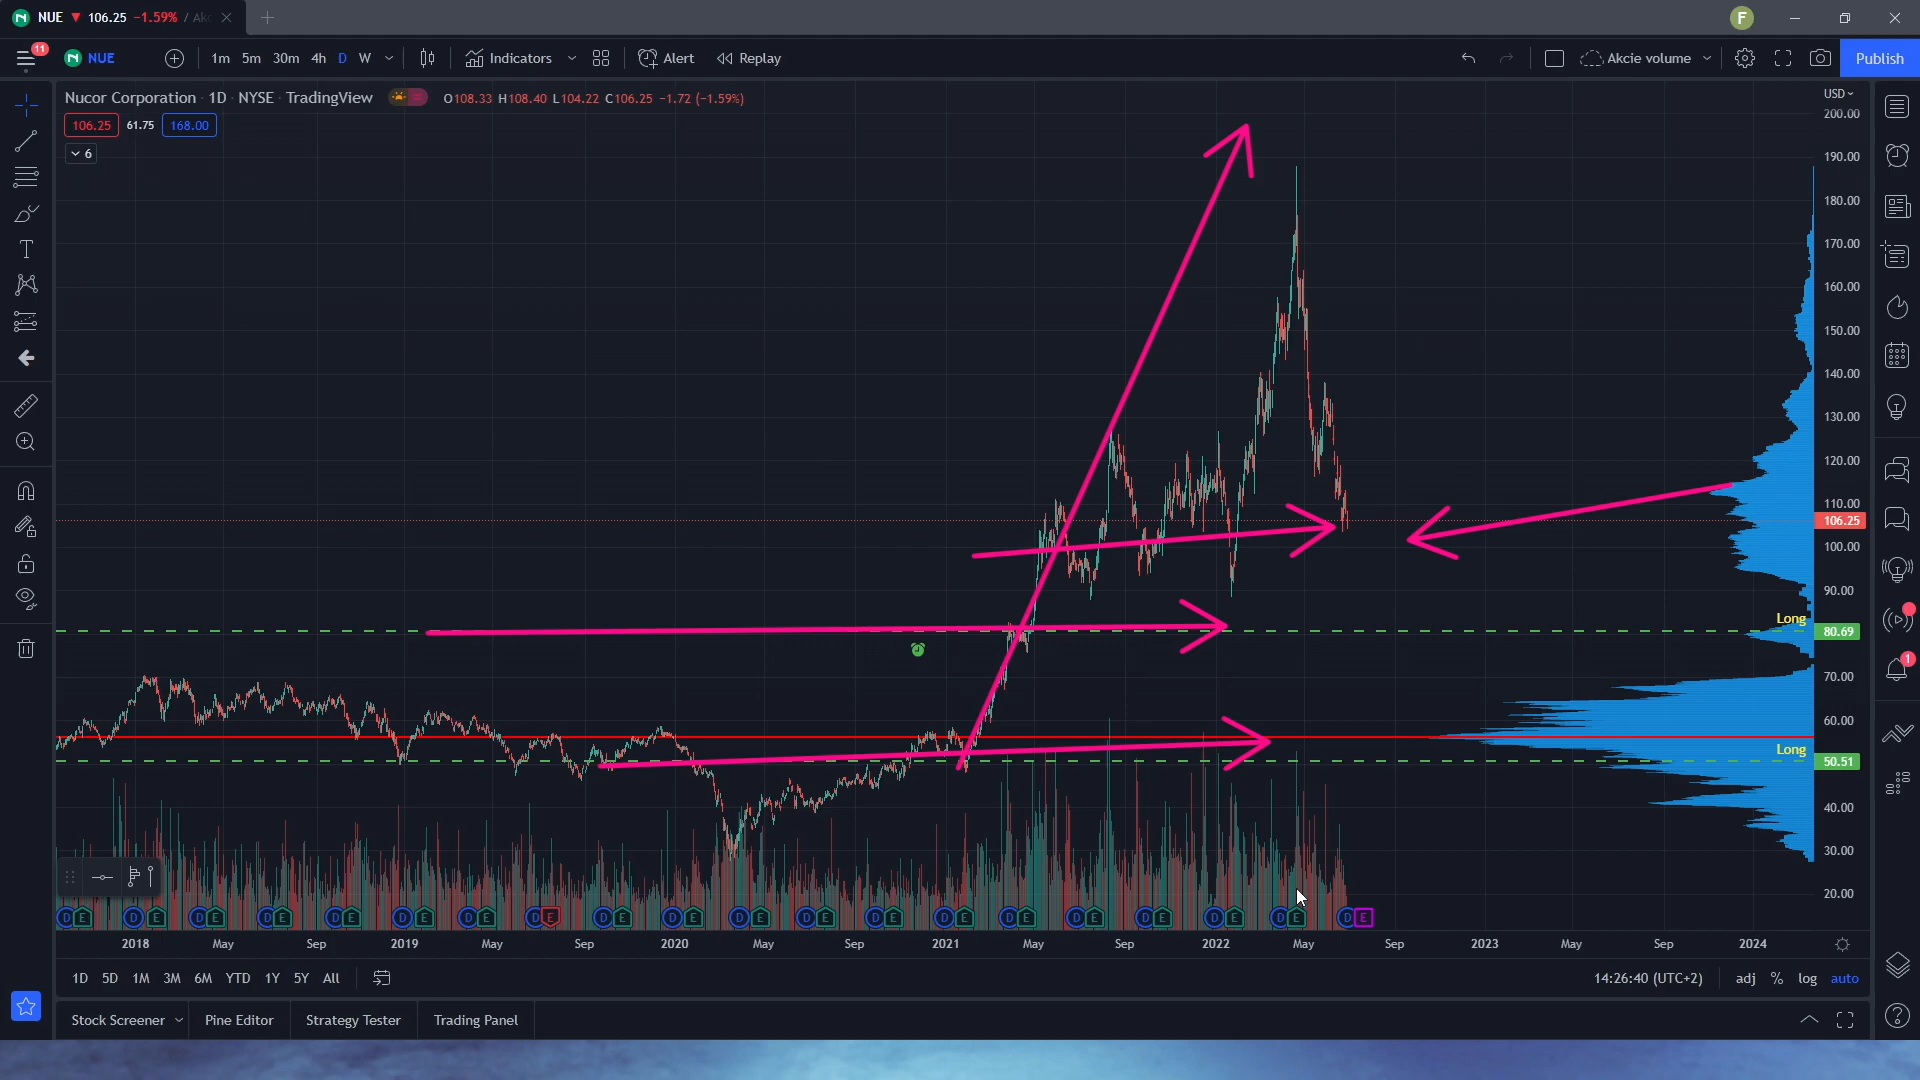 NUE ▼ 106.25 −1.59% / Akc
F
11
NUE
1m 5m 30m 4h D W
Indicators
Alert
Replay
Akcie volume
Publish
Nucor Corporation · 1D · NYSE · TradingView
O108.33 H108.40 L104.22 C106.25 −1.72 (−1.59%)
106.25 61.75 168.00
6
USD
200.00
190.00
180.00
170.00
160.00
150.00
140.00
130.00
120.00
110.00
106.25
100.00
90.00
Long
80.69
70.00
60.00
Long
50.51
40.00
30.00
20.00
1
D E D E D E D E D E D E D E D E D E D E D E D E D E D E D E D E D E D E D E D E
2018 May Sep 2019 May Sep 2020 May Sep 2021 May Sep 2022 May Sep 2023 May Sep 2024
1D 5D 1M 3M 6M YTD 1Y 5Y All
14:26:40 (UTC+2) adj % log auto
Stock Screener Pine Editor Strategy Tester Trading Panel